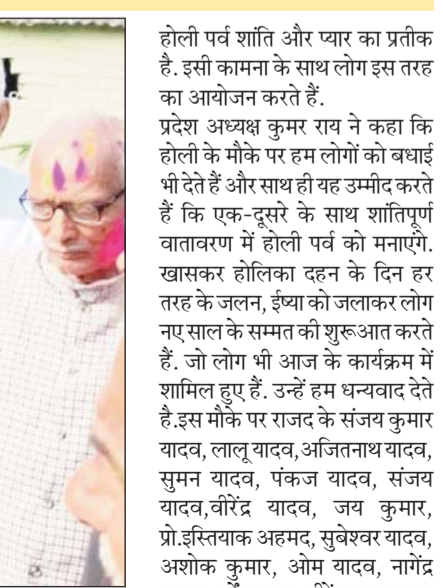 होली पर्व शांति और प्यार का प्रतीक
है. इसी कामना के साथ लोग इस तरह
का आयोजन करते हैं.
प्रदेश अध्यक्ष कुमर राय ने कहा कि
होली के मौके पर हम लोगों को बधाई
भी देते हैं और साथ ही यह उम्मीद करते
हैं कि एक-दूसरे के साथ शांतिपूर्ण
वातावरण में होली पर्व को मनाएंगे.
खासकर होलिका दहन के दिन हर
तरह के जलन, ईष्या को जलाकर लोग
नए साल के सम्मत की शुरूआत करते
हैं. जो लोग भी आज के कार्यक्रम में
शामिल हुए हैं. उन्हें हम धन्यवाद देते
है.इस मौके पर राजद के संजय कुमार
यादव, लालू यादव,अजितनाथ यादव,
सुमन यादव, पंकज यादव, संजय
यादव,वीरेंद्र यादव, जय कुमार,
प्रो.इस्तियाक अहमद, सुबेश्वर यादव,
अशोक कुमार, ओम यादव, नागेंद्र